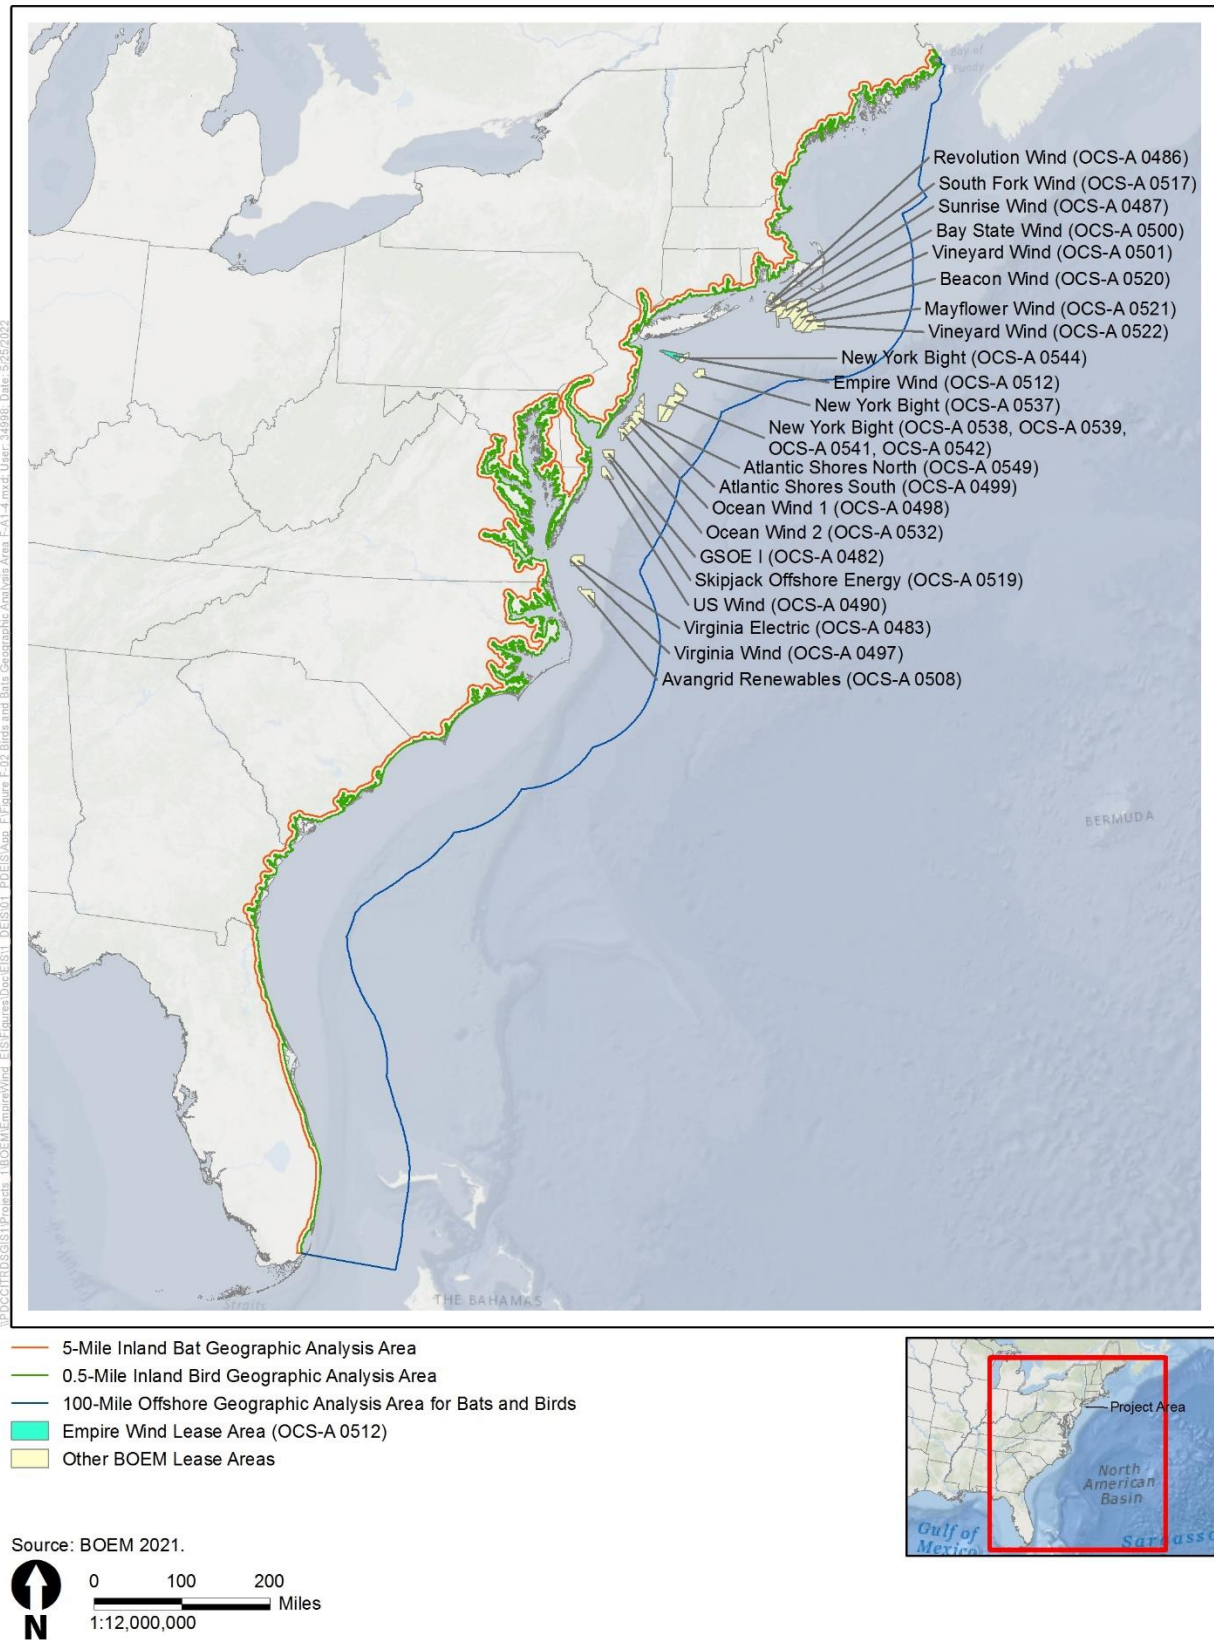 Bay of
Fundy
Revolution Wind (OCS-A 0486)
South Fork Wind (OCS-A 0517)
Sunrise Wind (OCS-A 0487)
Bay State Wind (OCS-A 0500)
Vineyard Wind (OCS-A 0501)
Beacon Wind (OCS-A 0520)
Mayflower Wind (OCS-A 0521)
Vineyard Wind (OCS-A 0522)
New York Bight (OCS-A 0544)
Empire Wind (OCS-A 0512)
New York Bight (OCS-A 0537)
New York Bight (OCS-A 0538, OCS-A 0539,
OCS-A 0541, OCS-A 0542)
Atlantic Shores North (OCS-A 0549)
Atlantic Shores South (OCS-A 0499)
Ocean Wind 1 (OCS-A 0498)
Ocean Wind 2 (OCS-A 0532)
GSOE I (OCS-A 0482)
Skipjack Offshore Energy (OCS-A 0519)
US Wind (OCS-A 0490)
Virginia Electric (OCS-A 0483)
Virginia Wind (OCS-A 0497)
Avangrid Renewables (OCS-A 0508)
BERMUDA
THE BAHAMAS
Straits
5-Mile Inland Bat Geographic Analysis Area
0.5-Mile Inland Bird Geographic Analysis Area
100-Mile Offshore Geographic Analysis Area for Bats and Birds
Empire Wind Lease Area (OCS-A 0512)
Other BOEM Lease Areas
Project Area
North
American
Basin
Gulf of
Mexico
Sargasso
Source: BOEM 2021.
0 100 200
Miles
1:12,000,000
N